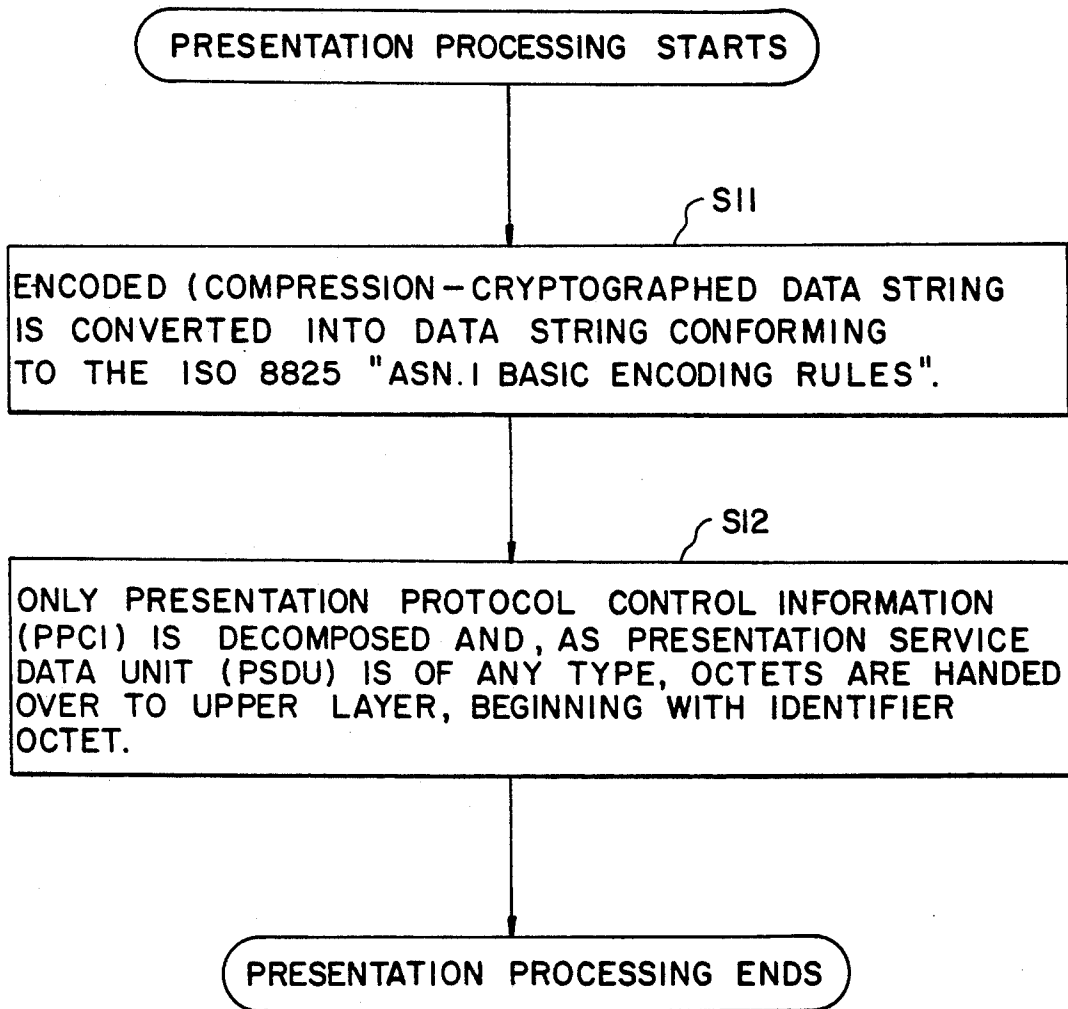 PRESENTATION PROCESSING STARTS
S11
ENCODED (COMPRESSION-CRYPTOGRAPHED DATA STRING
IS CONVERTED INTO DATA STRING CONFORMING
TO THE ISO 8825 "ASN.1 BASIC ENCODING RULES".
S12
ONLY PRESENTATION PROTOCOL CONTROL INFORMATION
(PPCI) IS DECOMPOSED AND, AS PRESENTATION SERVICE
DATA UNIT (PSDU) IS OF ANY TYPE, OCTETS ARE HANDED
OVER TO UPPER LAYER, BEGINNING WITH IDENTIFIER
OCTET.
PRESENTATION PROCESSING ENDS